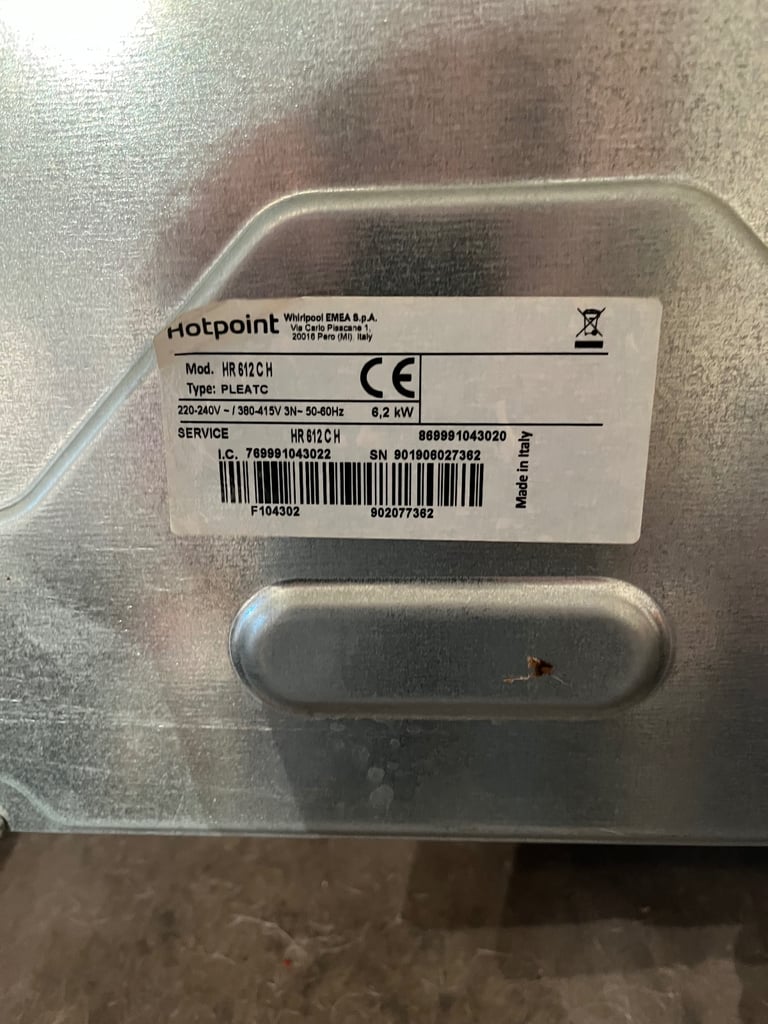 Hotpoint Whirlpool EMEA S.p.A.
Via Carlo Pisacane 1,
20016 Pero (MI), Italy
Mod. HR 612 C H
Type: PLEATC
CE
220-240V ~ / 380-415V 3N~ 50-60Hz 6,2 kW
SERVICE HR 612 C H 869991043020
I.C. 769991043022 SN 901906027362
F104302 902077362
Made in Italy